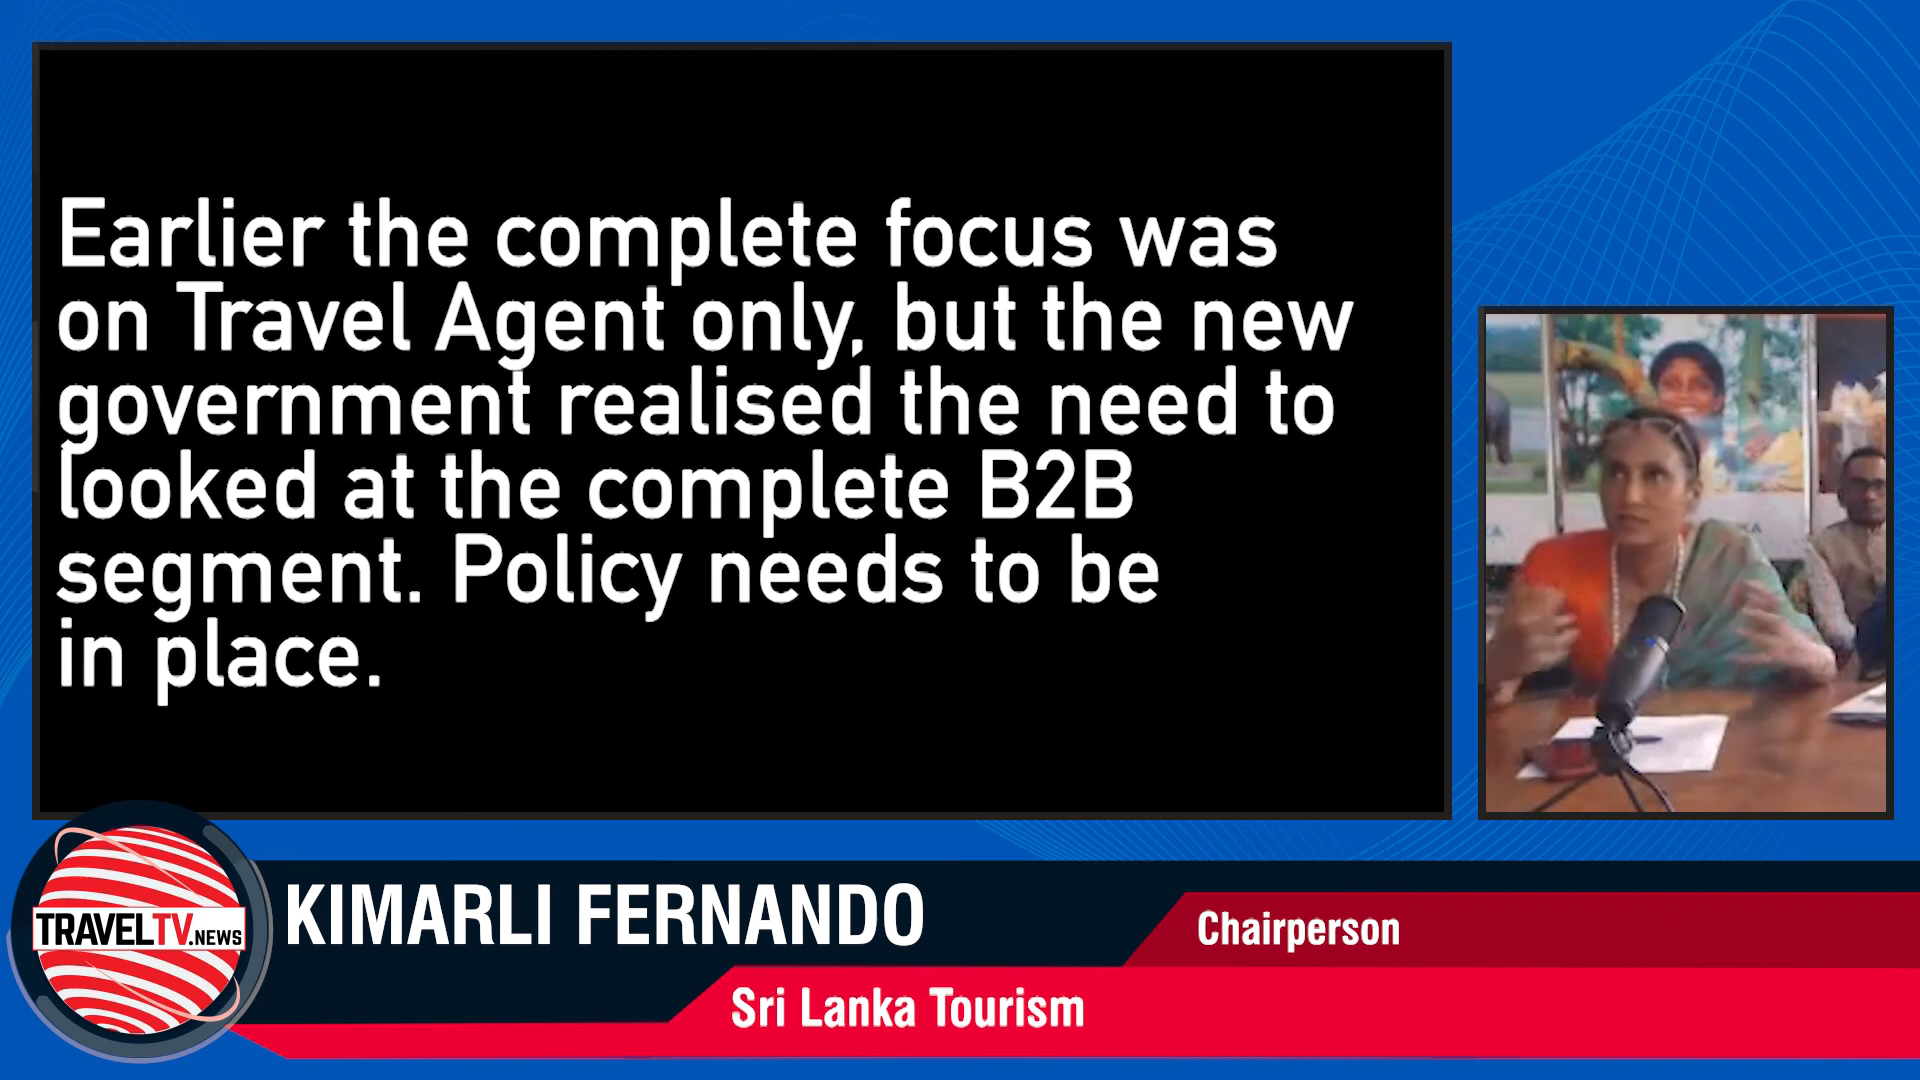 Earlier the complete focus was
on Travel Agent only, but the new
government realised the need to
looked at the complete B2B
segment. Policy needs to be
in place.
KIMARLI FERNANDO
Chairperson
Sri Lanka Tourism
TRAVELTV.NEWS